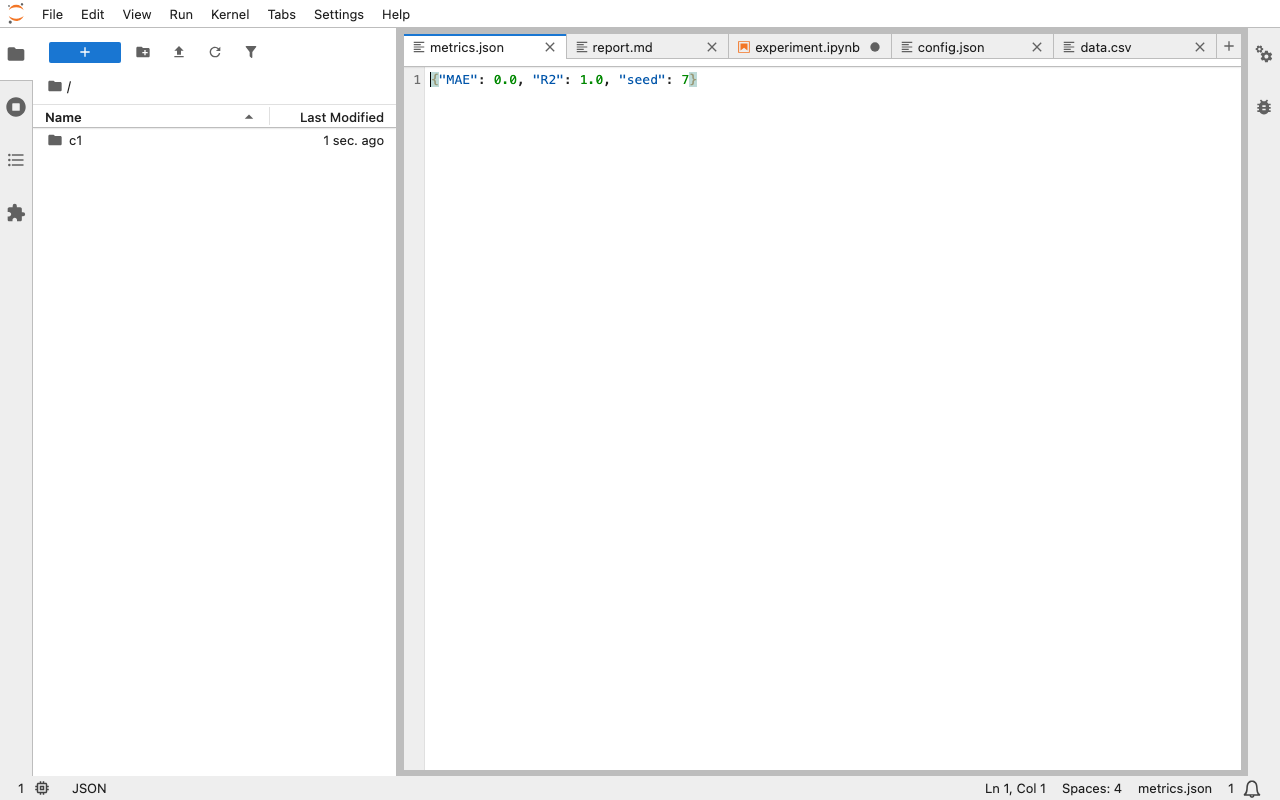 File Edit View Run Kernel Tabs Settings Help
+
/
Name Last Modified
c1 1 sec. ago
metrics.json report.md experiment.ipynb config.json data.csv +
1 {"MAE": 0.0, "R2": 1.0, "seed": 7}
1 JSON Ln 1, Col 1 Spaces: 4 metrics.json 1